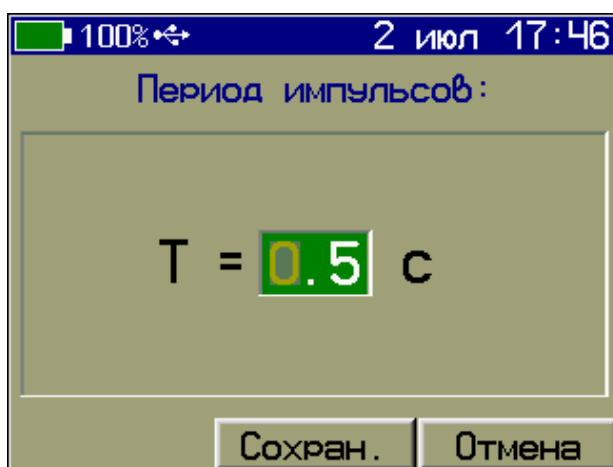 100% 2 июл 17:46
Период импульсов:
T = 0.5 с
Сохран. Отмена